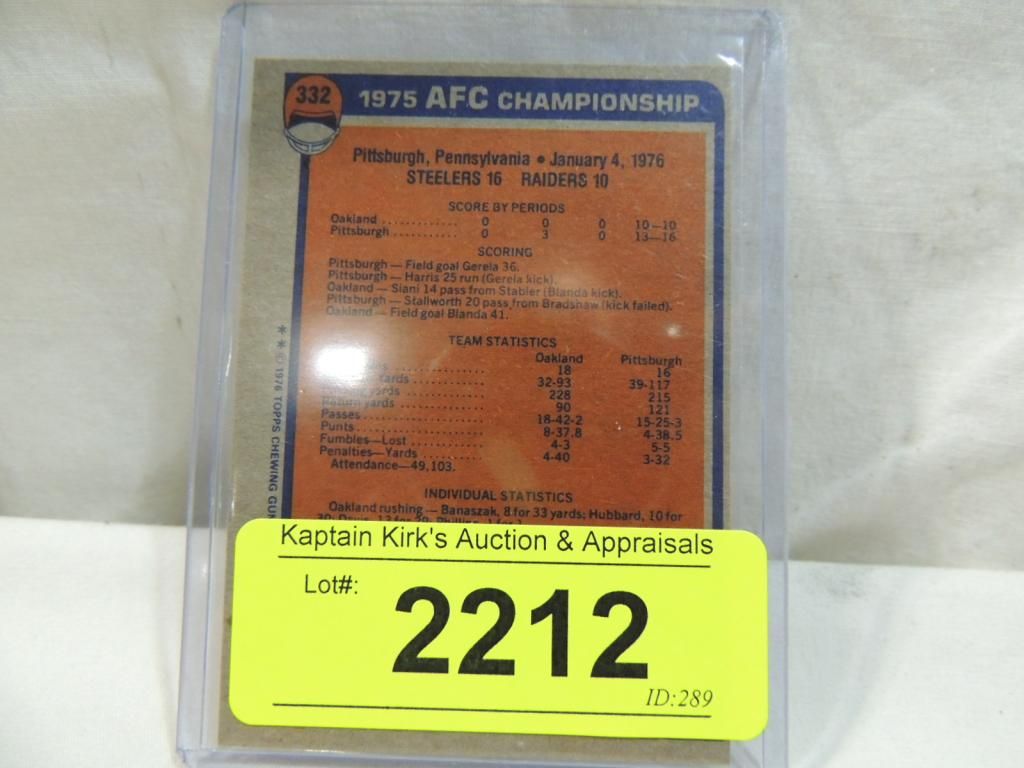 332
1975 AFC CHAMPIONSHIP
Pittsburgh, Pennsylvania • January 4, 1976
STEELERS 16 RAIDERS 10
SCORE BY PERIODS
Oakland ............... 0 0 0 10—10
Pittsburgh ............ 0 3 0 13—16
SCORING
Pittsburgh — Field goal Gerela 36.
Pittsburgh — Harris 25 run (Gerela kick).
Oakland — Siani 14 pass from Stabler (Blanda kick).
Pittsburgh — Stallworth 20 pass from Bradshaw (kick failed).
Oakland — Field goal Blanda 41.
TEAM STATISTICS
Oakland Pittsburgh
18 16
yards 32-93 39-117
yards 228 215
Return yards 90 121
Passes 18-42-2 15-25-3
Punts 8-37.8 4-38.5
Fumbles—Lost 4-3 5-5
Penalties—Yards 4-40 3-32
Attendance—49,103.
INDIVIDUAL STATISTICS
Oakland rushing — Banaszak, 8 for 33 yards; Hubbard, 10 for
** © 1976 TOPPS CHEWING GUM
Kaptain Kirk's Auction & Appraisals
Lot#: 2212
ID:289